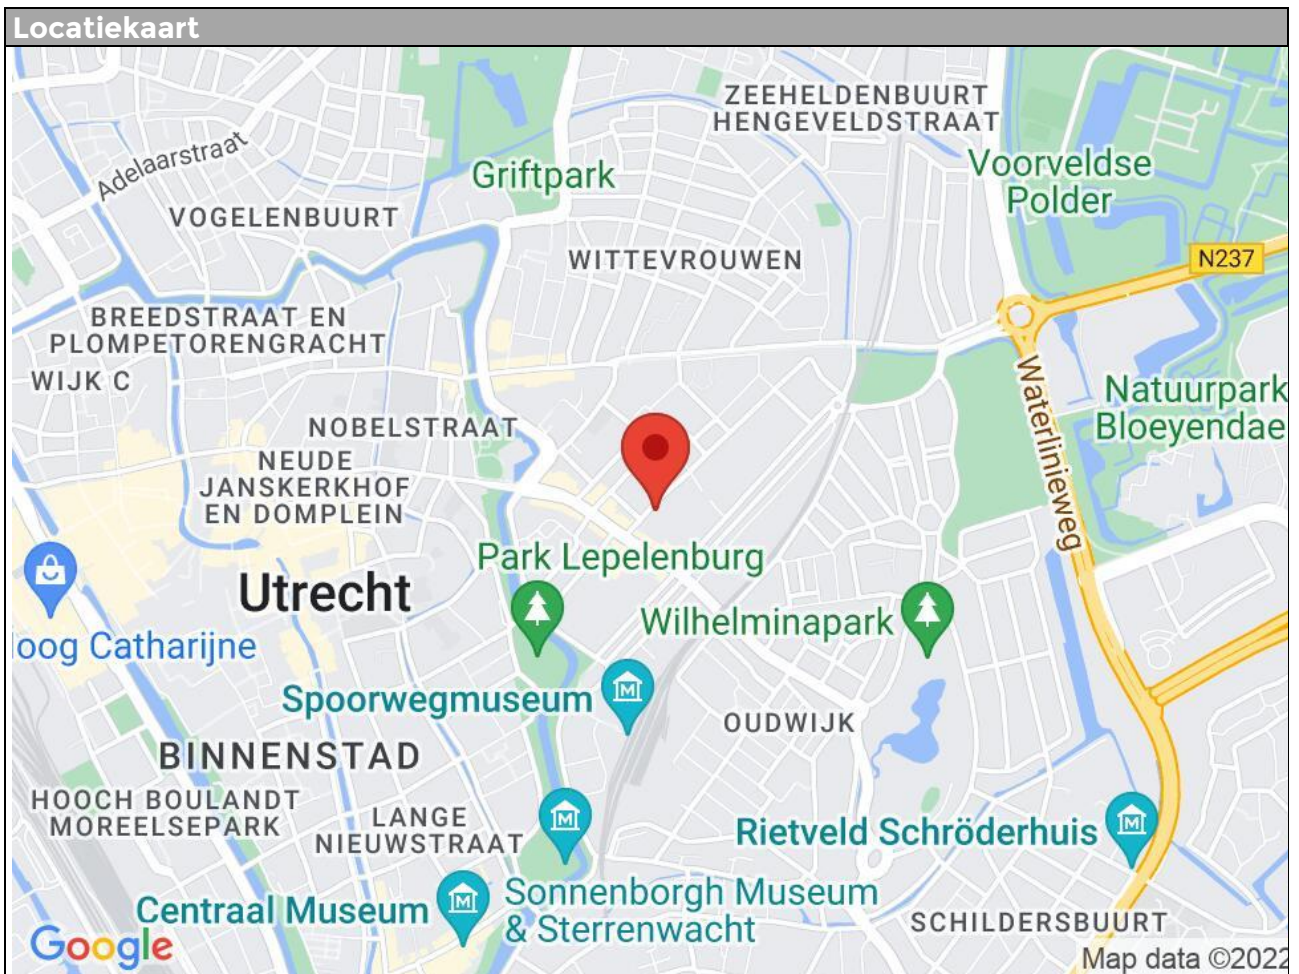 Locatiekaart
ZEEHELDENBUURT
HENGEVELDSTRAAT
Adelaarstraat
Griftpark
Voorveldse
Polder
VOGELENBUURT
WITTEVROUWEN
N237
BREEDSTRAAT EN
PLOMPETORENGRACHT
WIJK C
Waterlinieweg
Natuurpark
Bloeyendae
NOBELSTRAAT
NEUDE
JANSKERKHOF
EN DOMPLEIN
Park Lepelenburg
Utrecht
Wilhelminapark
oog Catharijne
Spoorwegmuseum
M
OUDWIJK
BINNENSTAD
HOOCH BOULANDT
MOREELSEPARK
LANGE
NIEUWSTRAAT
M
Rietveld Schröderhuis
M
Centraal Museum
M
Sonnenborgh Museum
& Sterrenwacht
SCHILDERSBUURT
Google
Map data ©2022